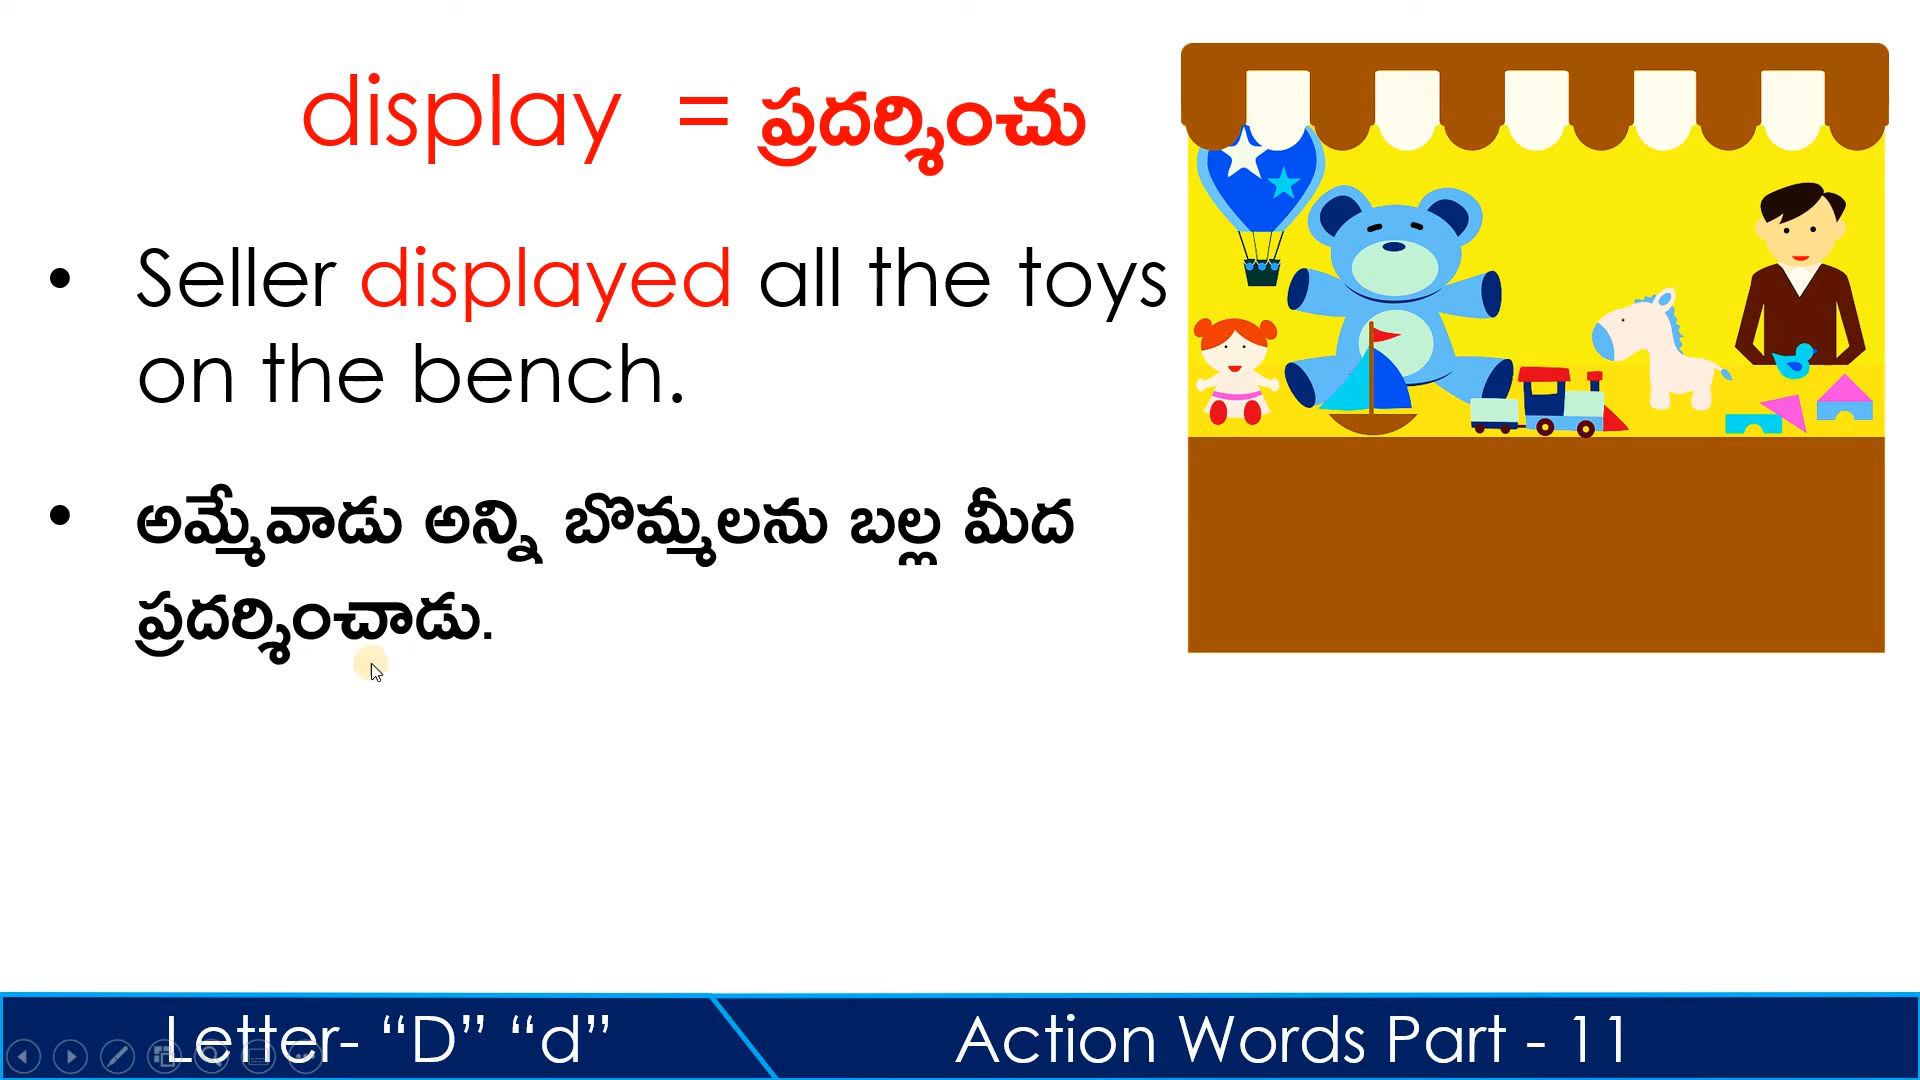 display = ప్రదర్శించు
• Seller displayed all the toys
on the bench.
• అమ్మేవాడు అన్ని బొమ్మలను బల్ల మీద
ప్రదర్శించాడు.
Letter- “D” “d”
Action Words Part - 11